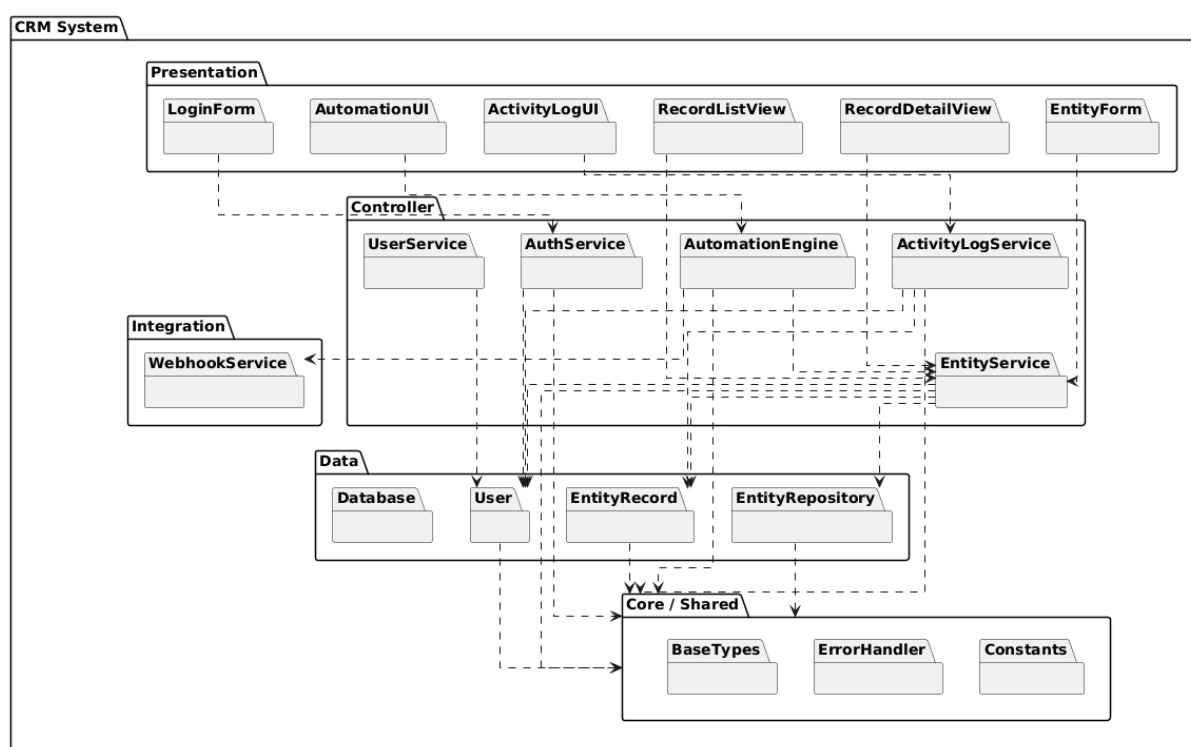 CRM System
Presentation
LoginForm
AutomationUI
ActivityLogUI
RecordListView
RecordDetailView
EntityForm
Controller
UserService
AuthService
AutomationEngine
ActivityLogService
Integration
WebhookService
EntityService
Data
Database
User
EntityRecord
EntityRepository
Core / Shared
BaseTypes
ErrorHandler
Constants